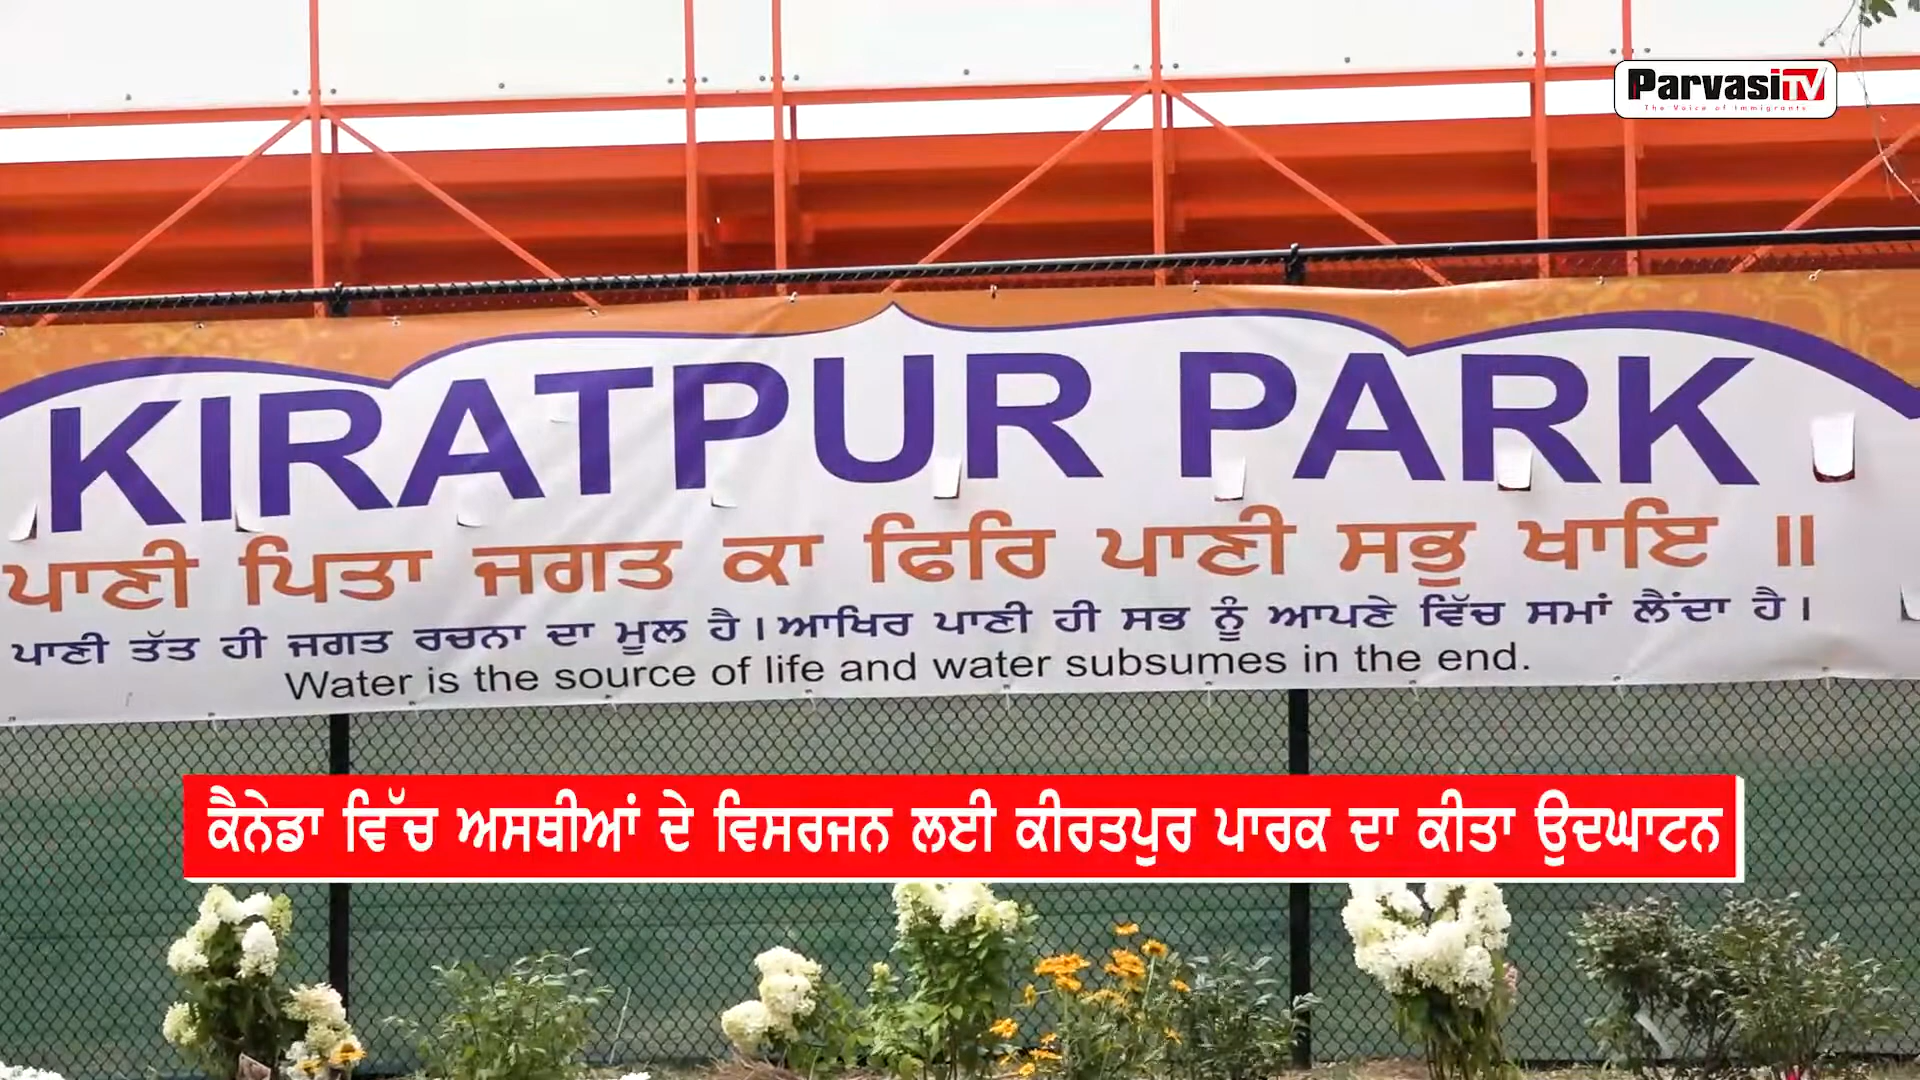 ParvasiTV
The Voice of Immigrants
KIRATPUR PARK
ਪਾਣੀ ਪਿਤਾ ਜਗਤ ਕਾ ਫਿਰਿ ਪਾਣੀ ਸਭੁ ਖਾਇ ॥
ਪਾਣੀ ਤੱਤ ਹੀ ਜਗਤ ਰਚਨਾ ਦਾ ਮੂਲ ਹੈ। ਆਖਿਰ ਪਾਣੀ ਹੀ ਸਭ ਨੂੰ ਆਪਣੇ ਵਿੱਚ ਸਮਾਂ ਲੈਂਦਾ ਹੈ।
Water is the source of life and water subsumes in the end.
ਕੈਨੇਡਾ ਵਿੱਚ ਅਸਥੀਆਂ ਦੇ ਵਿਸਰਜਨ ਲਈ ਕੀਰਤਪੁਰ ਪਾਰਕ ਦਾ ਕੀਤਾ ਉਦਘਾਟਨ